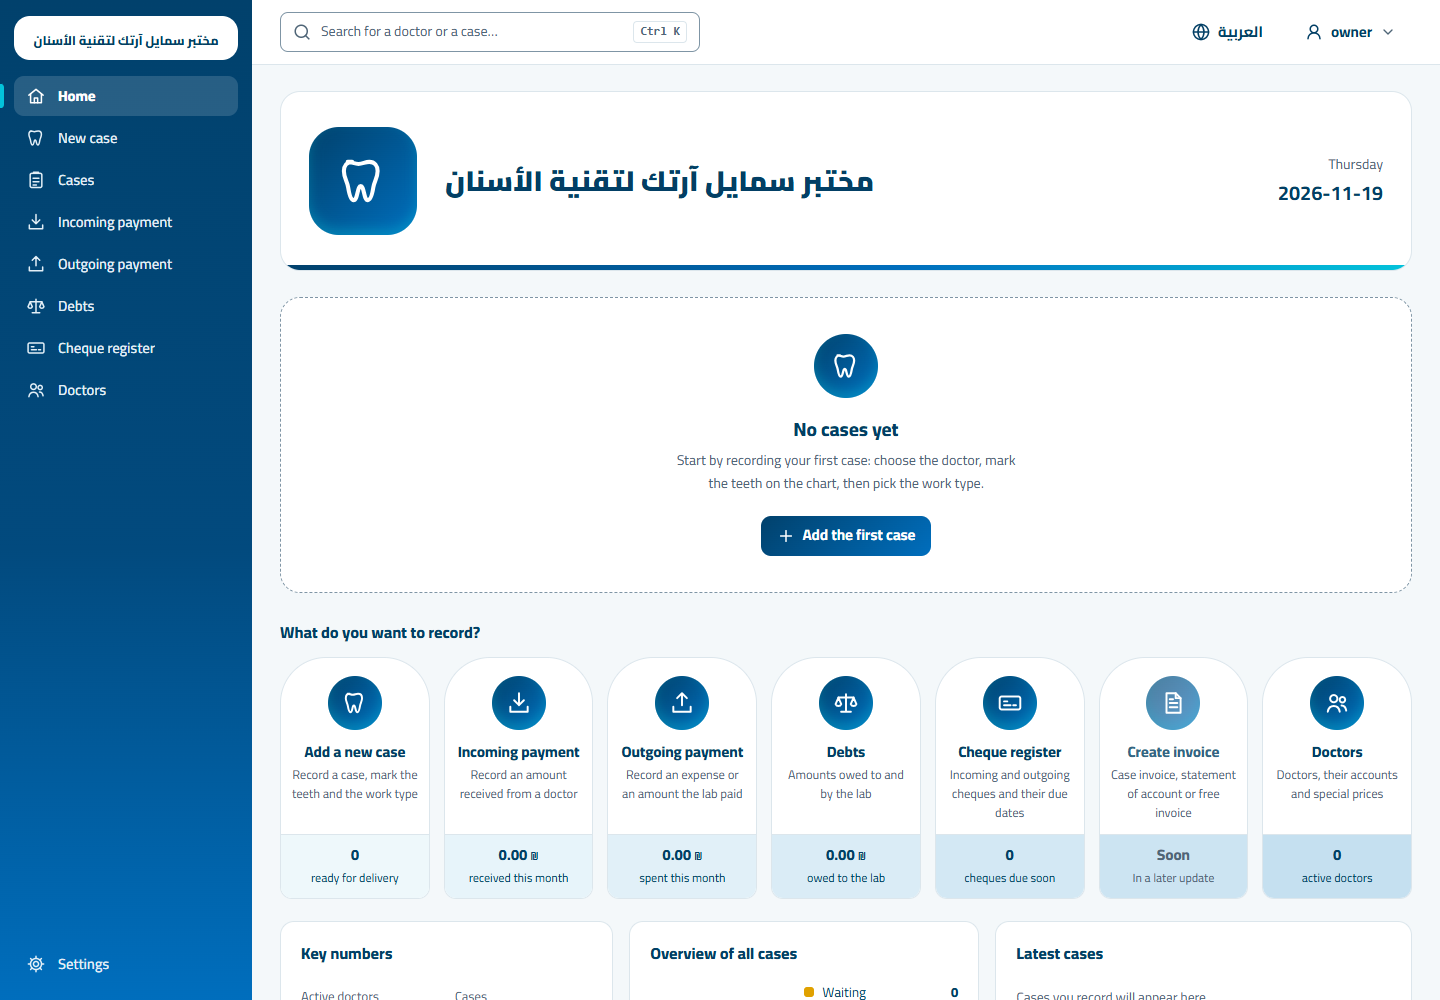 مختبر سمايل آرتك لتقنية الأسنان
Home
New case
Cases
Incoming payment
Outgoing payment
Debts
Cheque register
Doctors
Settings
Search for a doctor or a case...
Ctrl K
العربية
owner
مختبر سمايل آرتك لتقنية الأسنان
Thursday
2026-11-19
No cases yet
Start by recording your first case: choose the doctor, mark
the teeth on the chart, then pick the work type.
Add the first case
What do you want to record?
Add a new case
Record a case, mark the
teeth and the work type
0
ready for delivery
Incoming payment
Record an amount
received from a doctor
0.00 ₪
received this month
Outgoing payment
Record an expense or
an amount the lab paid
0.00 ₪
spent this month
Debts
Amounts owed to and
by the lab
0.00 ₪
owed to the lab
Cheque register
Incoming and outgoing
cheques and their due
dates
0
cheques due soon
Create invoice
Case invoice, statement
of account or free
invoice
Soon
In a later update
Doctors
Doctors, their accounts
and special prices
0
active doctors
Key numbers
Active doctors
Cases
Overview of all cases
Waiting
0
Latest cases
Cases you record will appear here